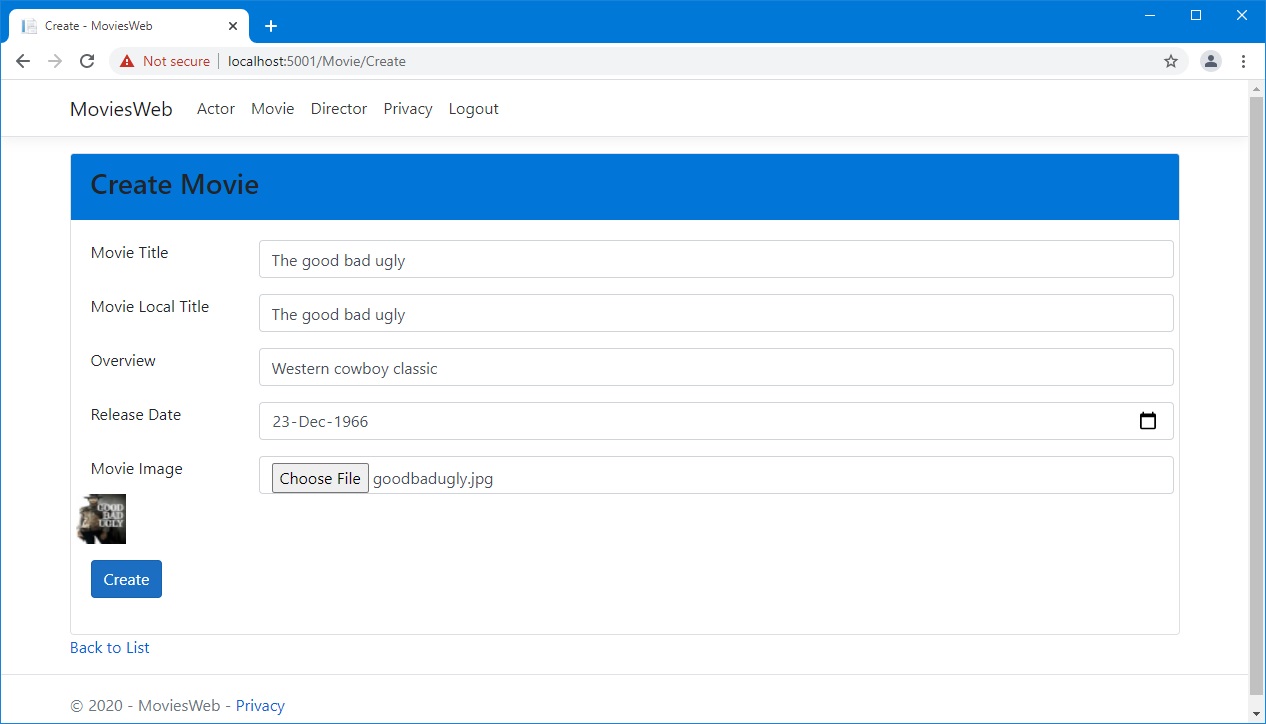 Create - MoviesWeb
Not secure localhost:5001/Movie/Create
MoviesWeb Actor Movie Director Privacy Logout
Create Movie
Movie Title The good bad ugly
Movie Local Title The good bad ugly
Overview Western cowboy classic
Release Date 23-Dec-1966
Movie Image Choose File goodbadugly.jpg
GOOD
BAD
UGLY
Create
Back to List
© 2020 - MoviesWeb - Privacy